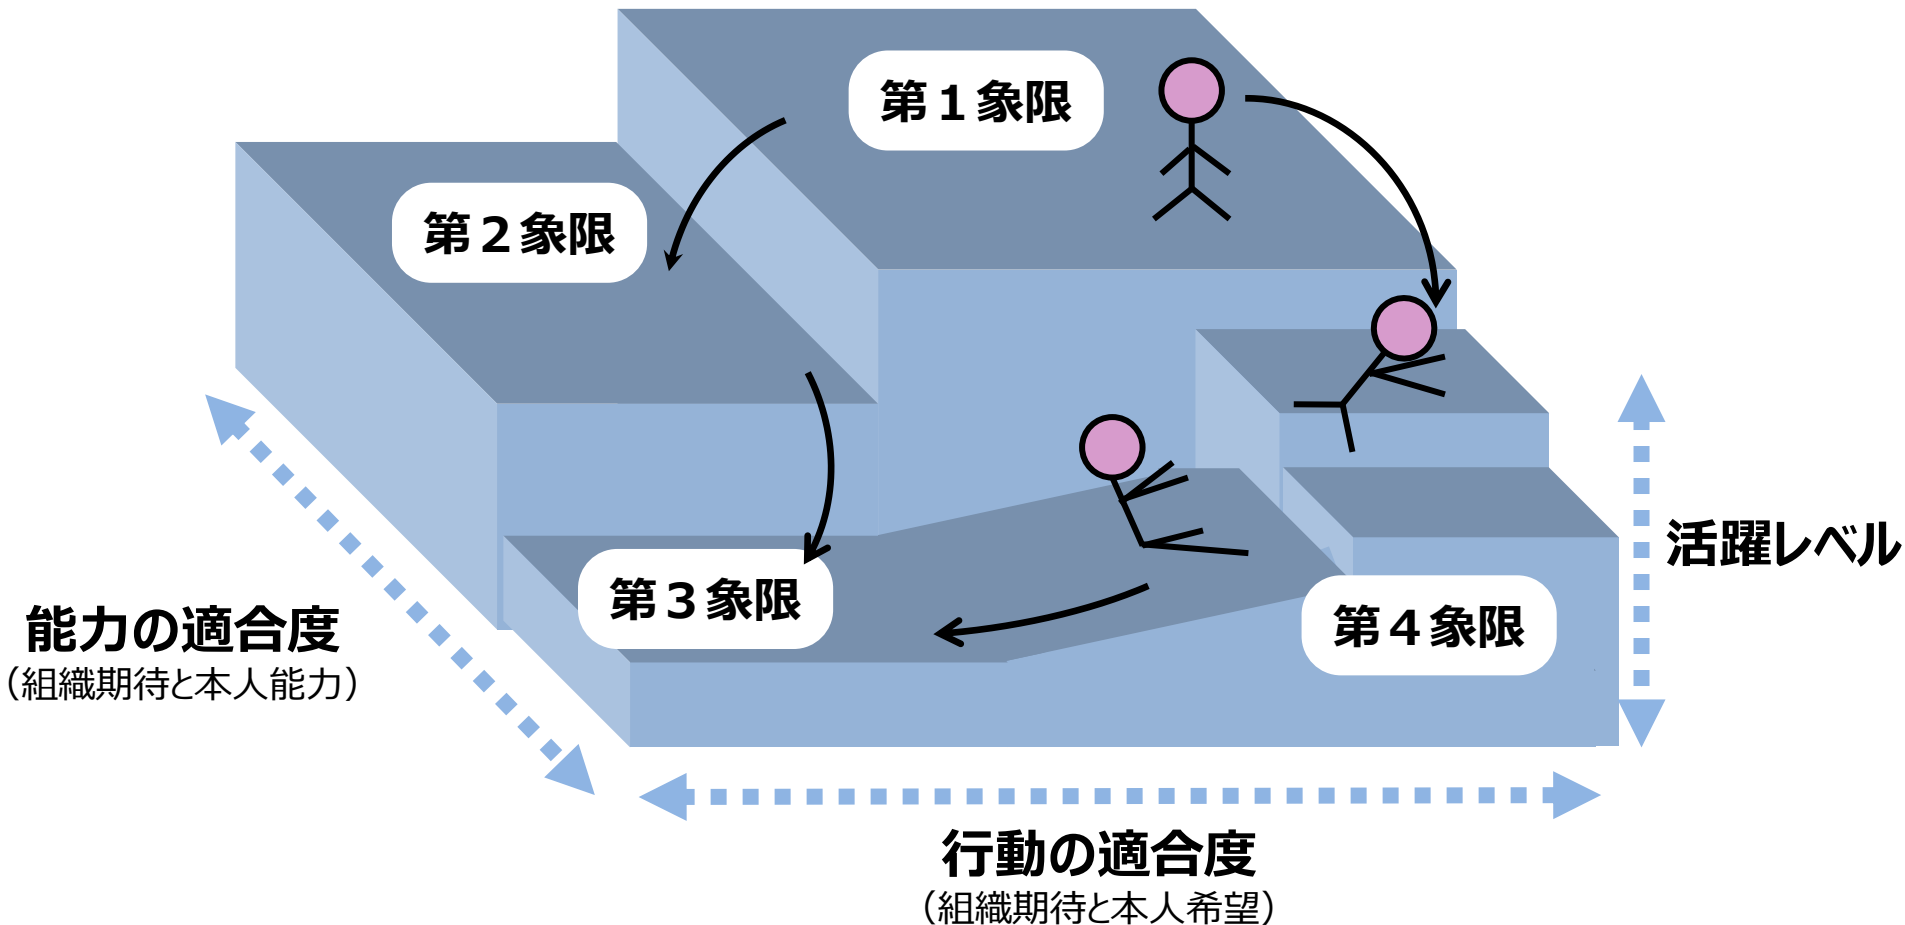 第１象限
第２象限
第３象限
第４象限
活躍レベル
能力の適合度
（組織期待と本人能力）
行動の適合度
（組織期待と本人希望）